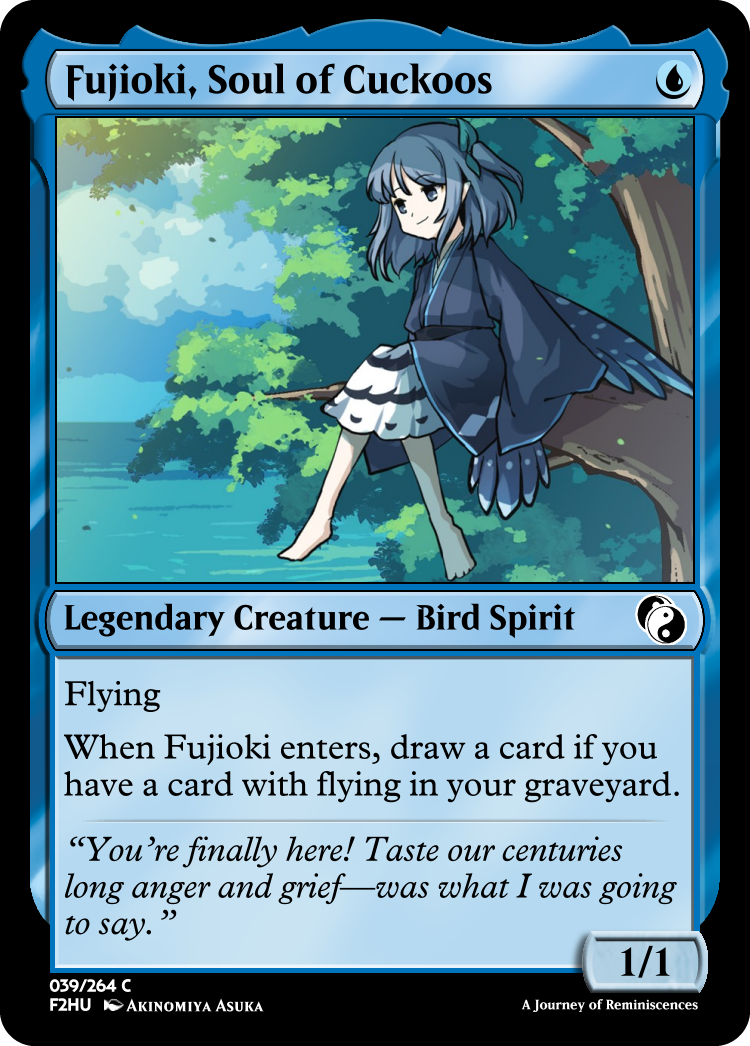 Fujioki, Soul of Cuckoos
Legendary Creature — Bird Spirit
Flying
When Fujioki enters, draw a card if you
have a card with flying in your graveyard.
“You’re finally here! Taste our centuries
long anger and grief—was what I was going
to say.”
1/1
039/264 C
F2HU Akinomiya Asuka
A Journey of Reminiscences